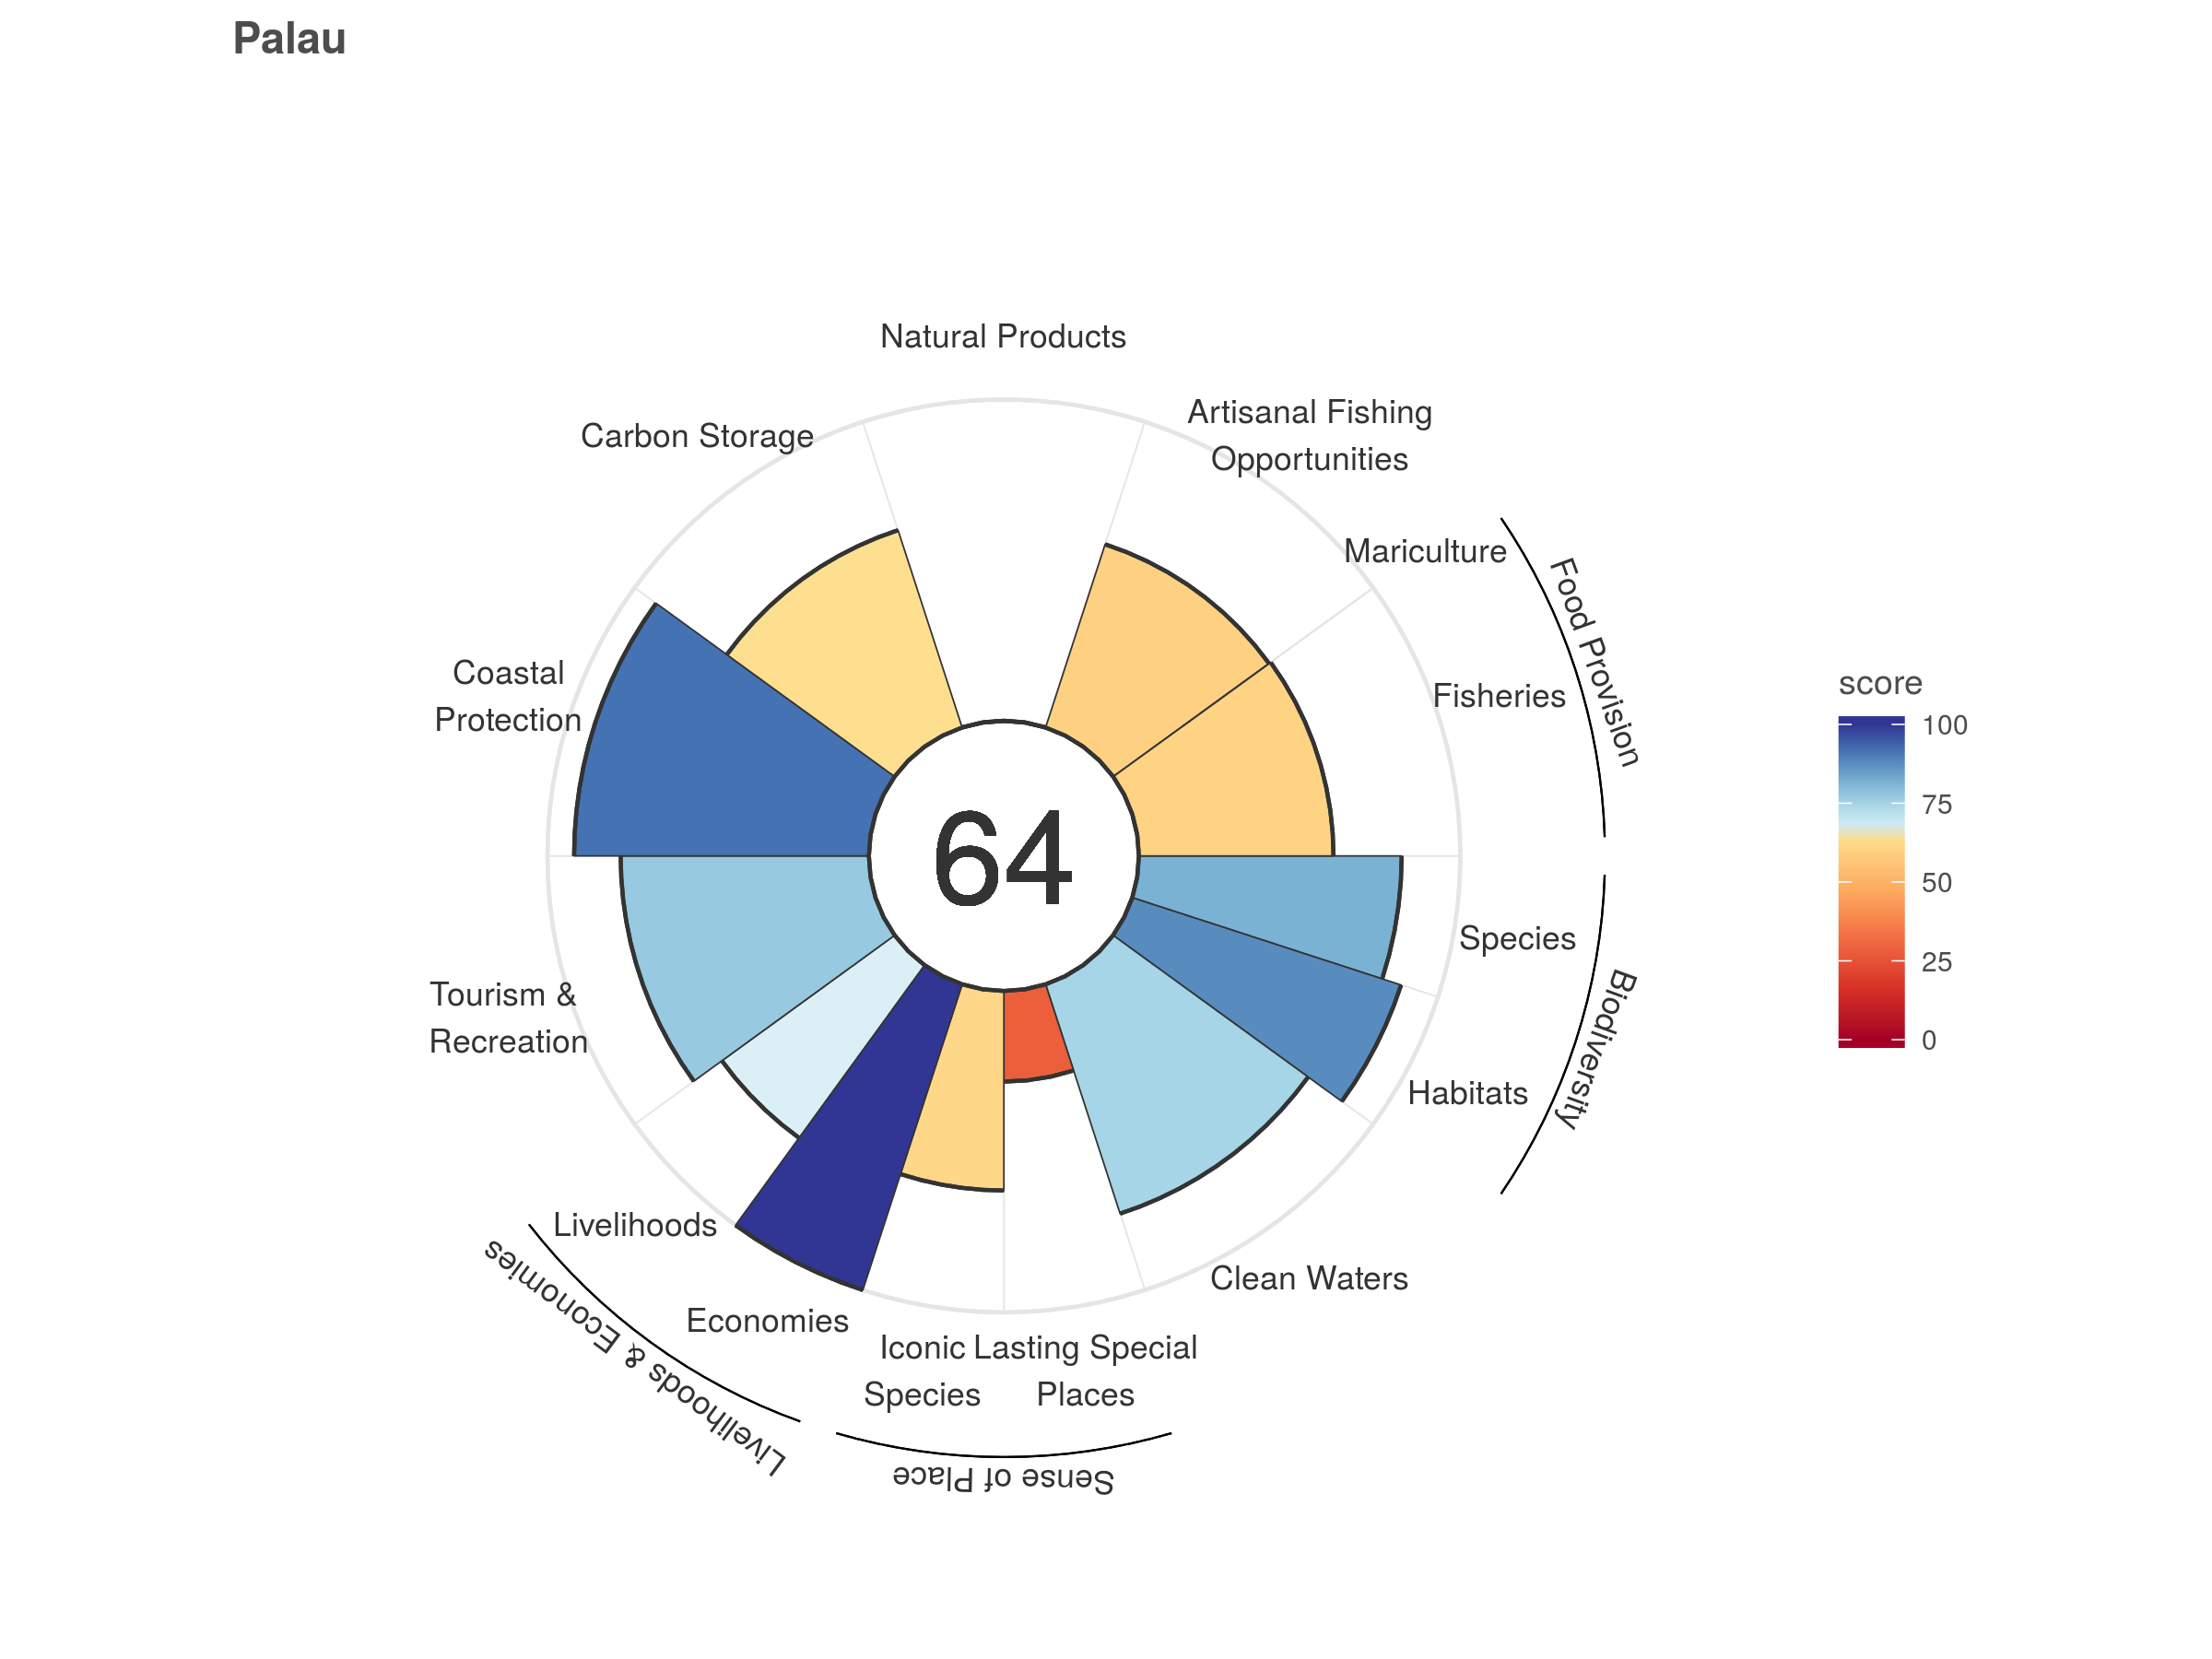 Palau
Natural Products
Artisanal Fishing
Opportunities
Carbon Storage
Mariculture
Food Provision
Fisheries
Coastal
Protection
score
100
75
50
25
0
64
Species
Biodiversity
Tourism &
Recreation
Habitats
Livelihoods
Livelihoods & Economies
Clean Waters
Economies
Iconic
Species
Lasting Special
Places
Sense of Place